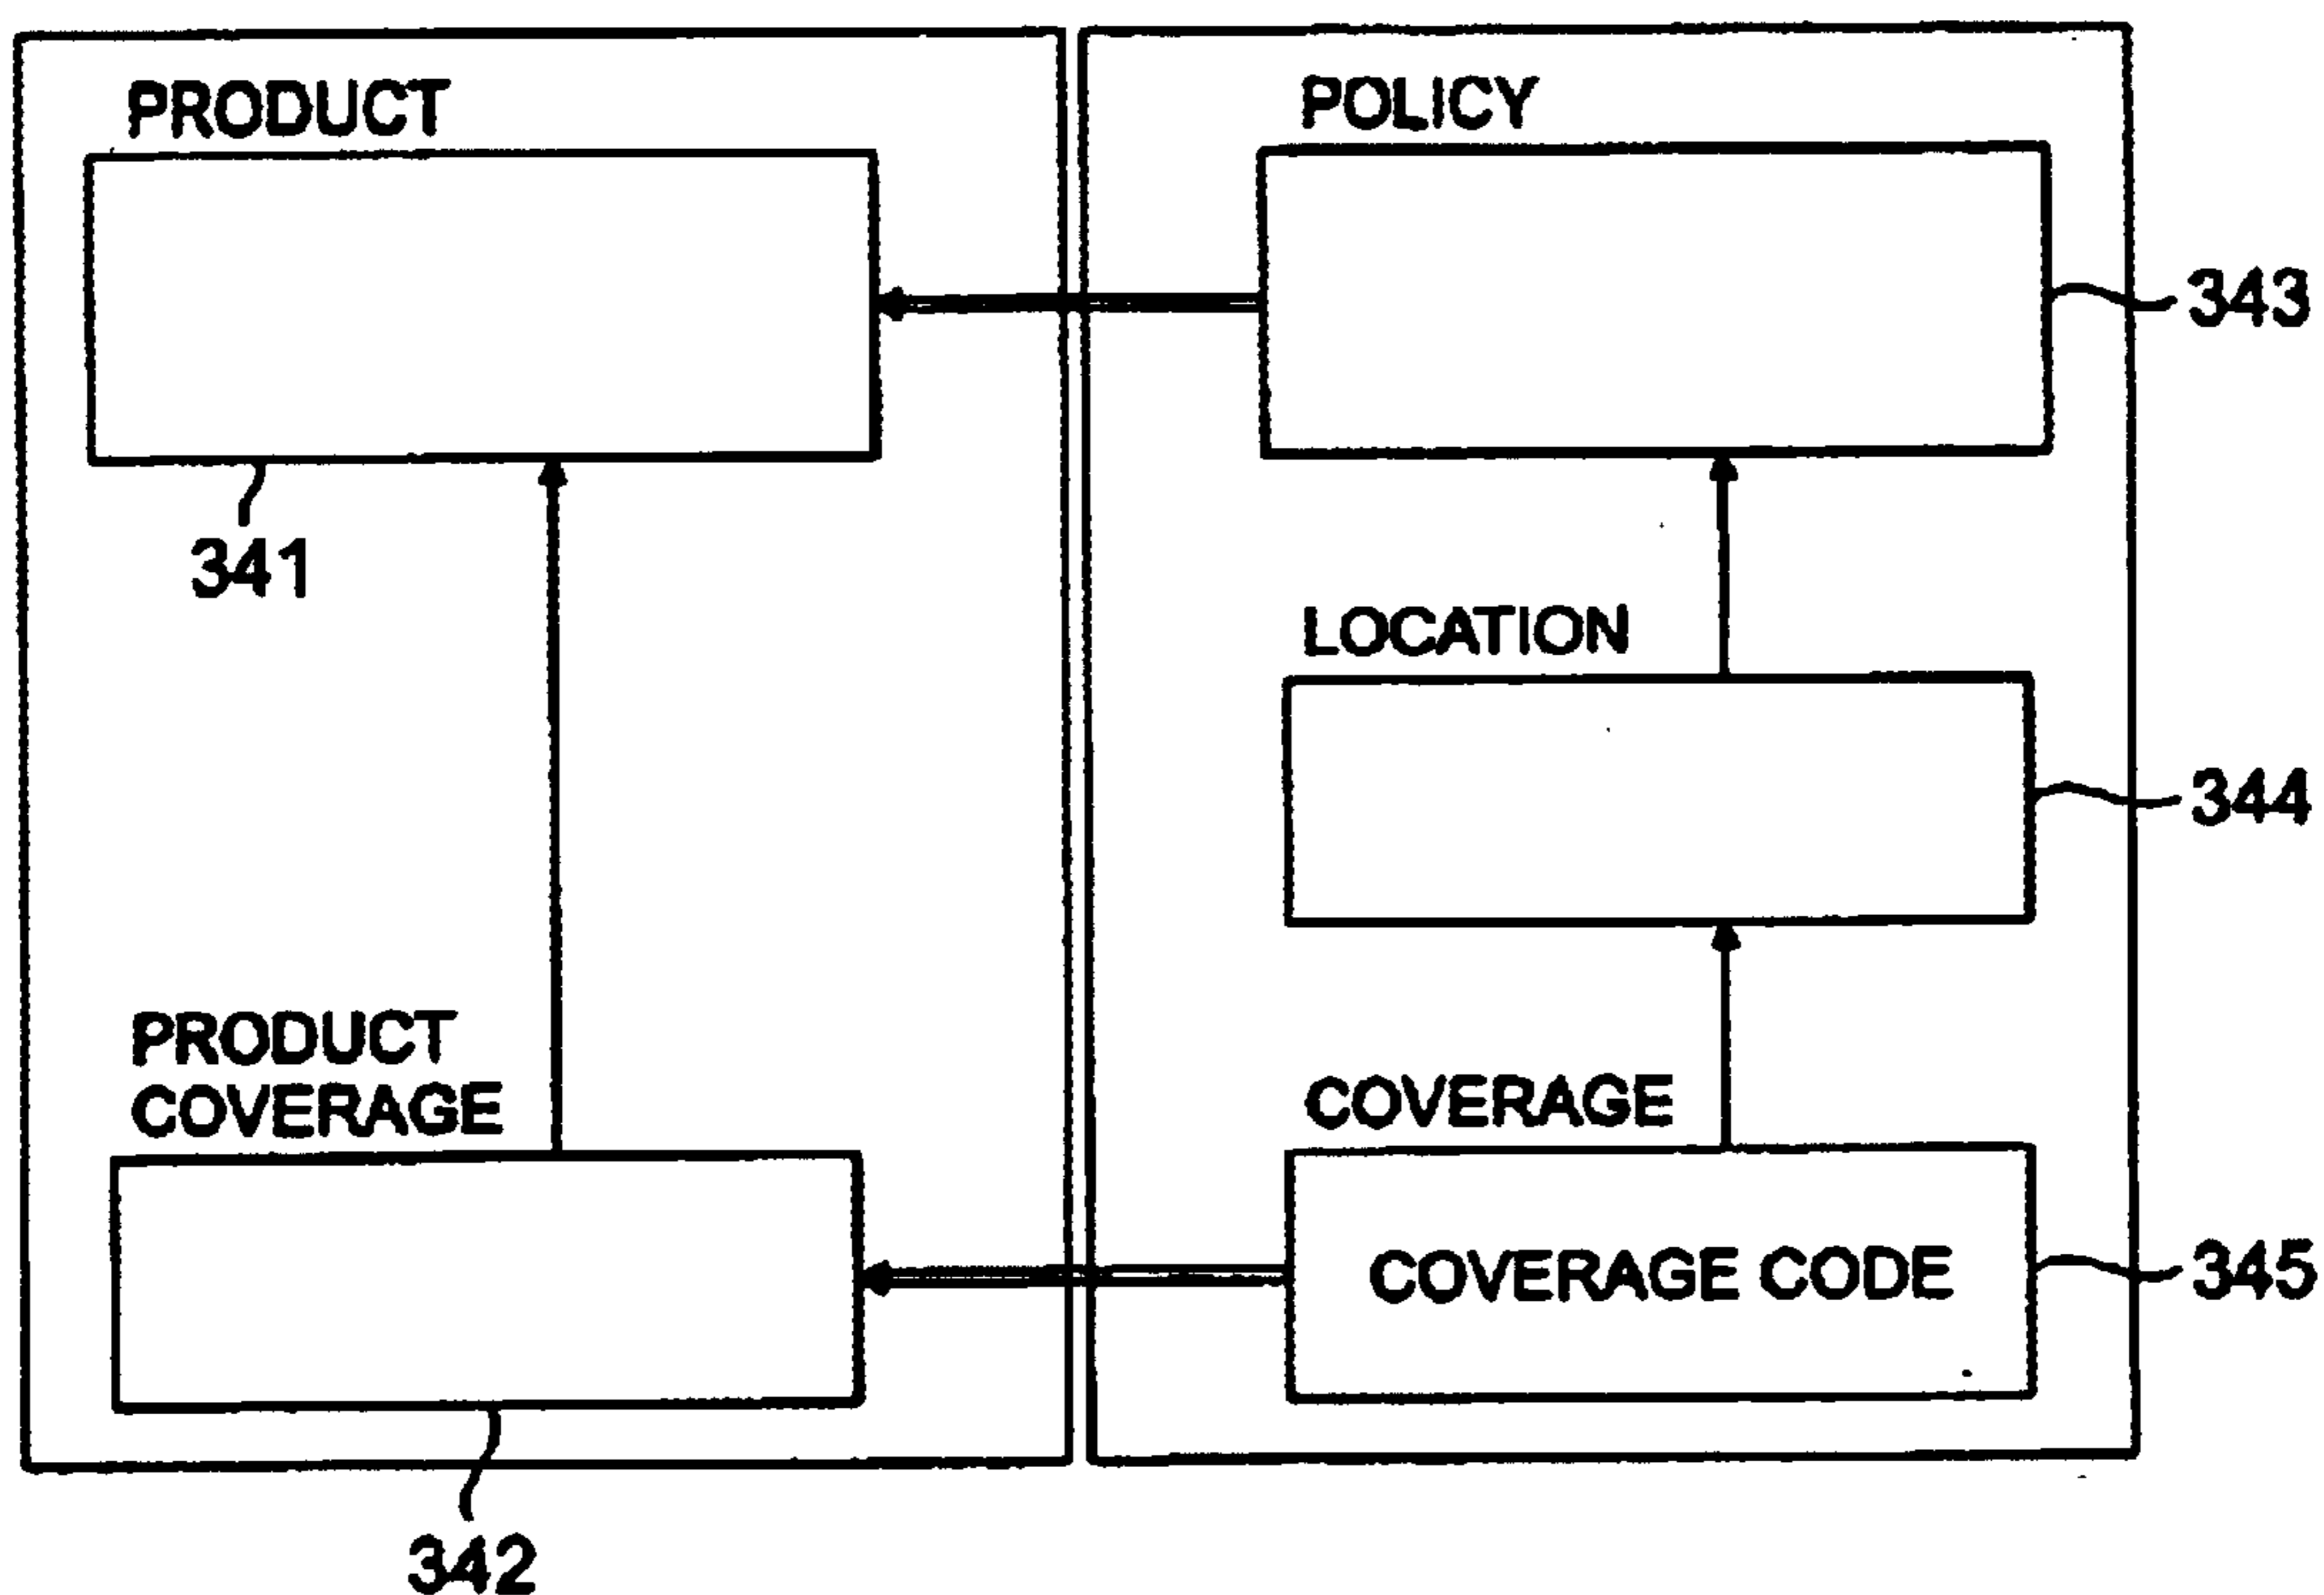 PRODUCT
341
PRODUCT
COVERAGE
342
POLICY
343
LOCATION
344
COVERAGE
COVERAGE CODE
345